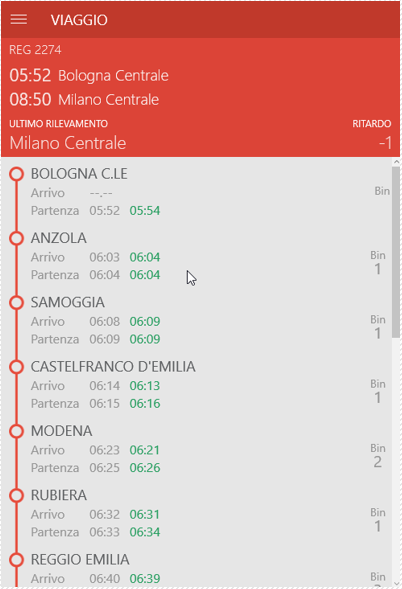 VIAGGIO
REG 2274
05:52 Bologna Centrale
08:50 Milano Centrale
ULTIMO RILEVAMENTO RITARDO
Milano Centrale -1
BOLOGNA C.LE
Arrivo --.-- Bin
Partenza 05:52 05:54
ANZOLA
Arrivo 06:03 06:04 Bin
Partenza 06:04 06:04 1
SAMOGGIA
Arrivo 06:08 06:09 Bin
Partenza 06:09 06:09 1
CASTELFRANCO D'EMILIA
Arrivo 06:14 06:13 Bin
Partenza 06:15 06:16 1
MODENA
Arrivo 06:23 06:21 Bin
Partenza 06:25 06:26 2
RUBIERA
Arrivo 06:32 06:31 Bin
Partenza 06:33 06:34 1
REGGIO EMILIA
Arrivo 06:40 06:39 Bin